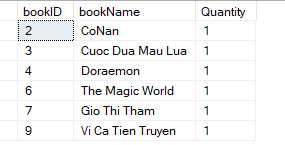 bookID bookName Quantity
2 CoNan 1
3 Cuoc Dua Mau Lua 1
4 Doraemon 1
6 The Magic World 1
7 Gio Thi Tham 1
9 Vi Ca Tien Truyen 1